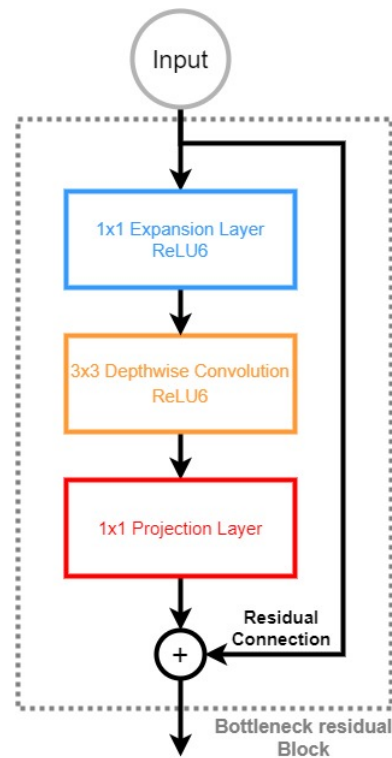 Input
1x1 Expansion Layer
ReLU6
3x3 Depthwise Convolution
ReLU6
1x1 Projection Layer
Residual
Connection
+
Bottleneck residual
Block